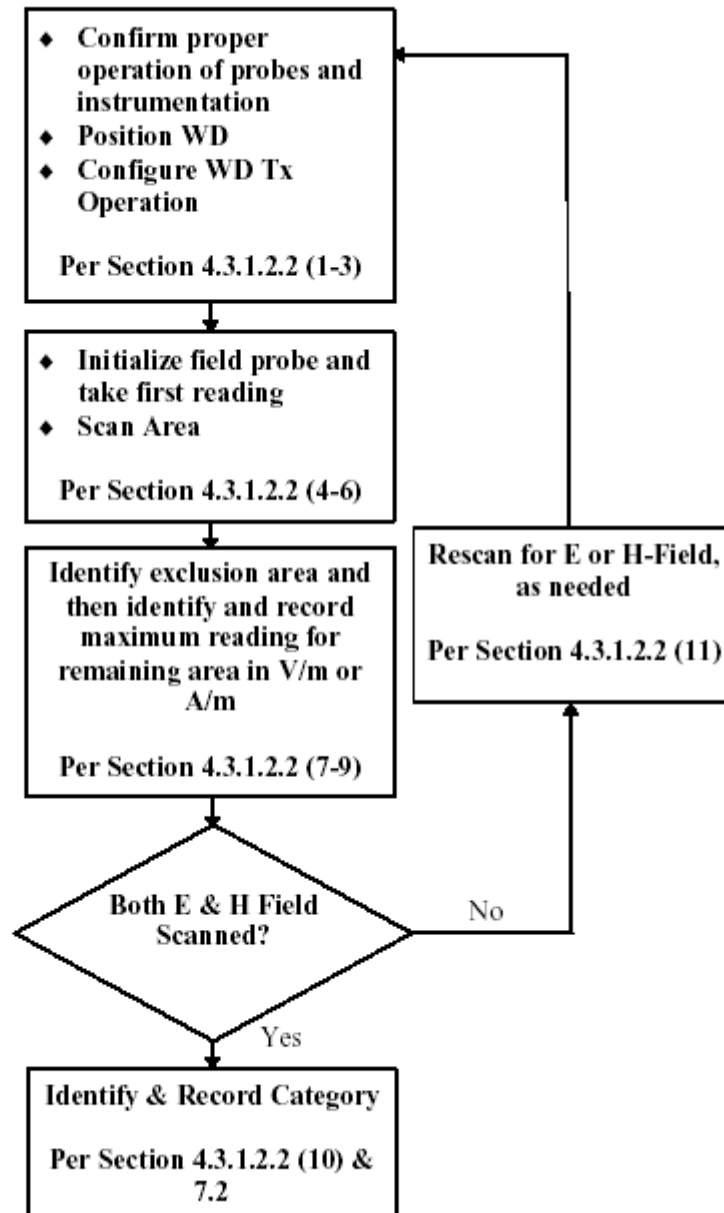 ◆ Confirm proper
operation of probes and
instrumentation
◆ Position WD
◆ Configure WD Tx
Operation
Per Section 4.3.1.2.2 (1-3)
◆ Initialize field probe and
take first reading
◆ Scan Area
Per Section 4.3.1.2.2 (4-6)
Identify exclusion area and
then identify and record
maximum reading for
remaining area in V/m or
A/m
Per Section 4.3.1.2.2 (7-9)
Rescan for E or H-Field,
as needed
Per Section 4.3.1.2.2 (11)
Both E & H Field
Scanned?
No
Yes
Identify & Record Category
Per Section 4.3.1.2.2 (10) &
7.2